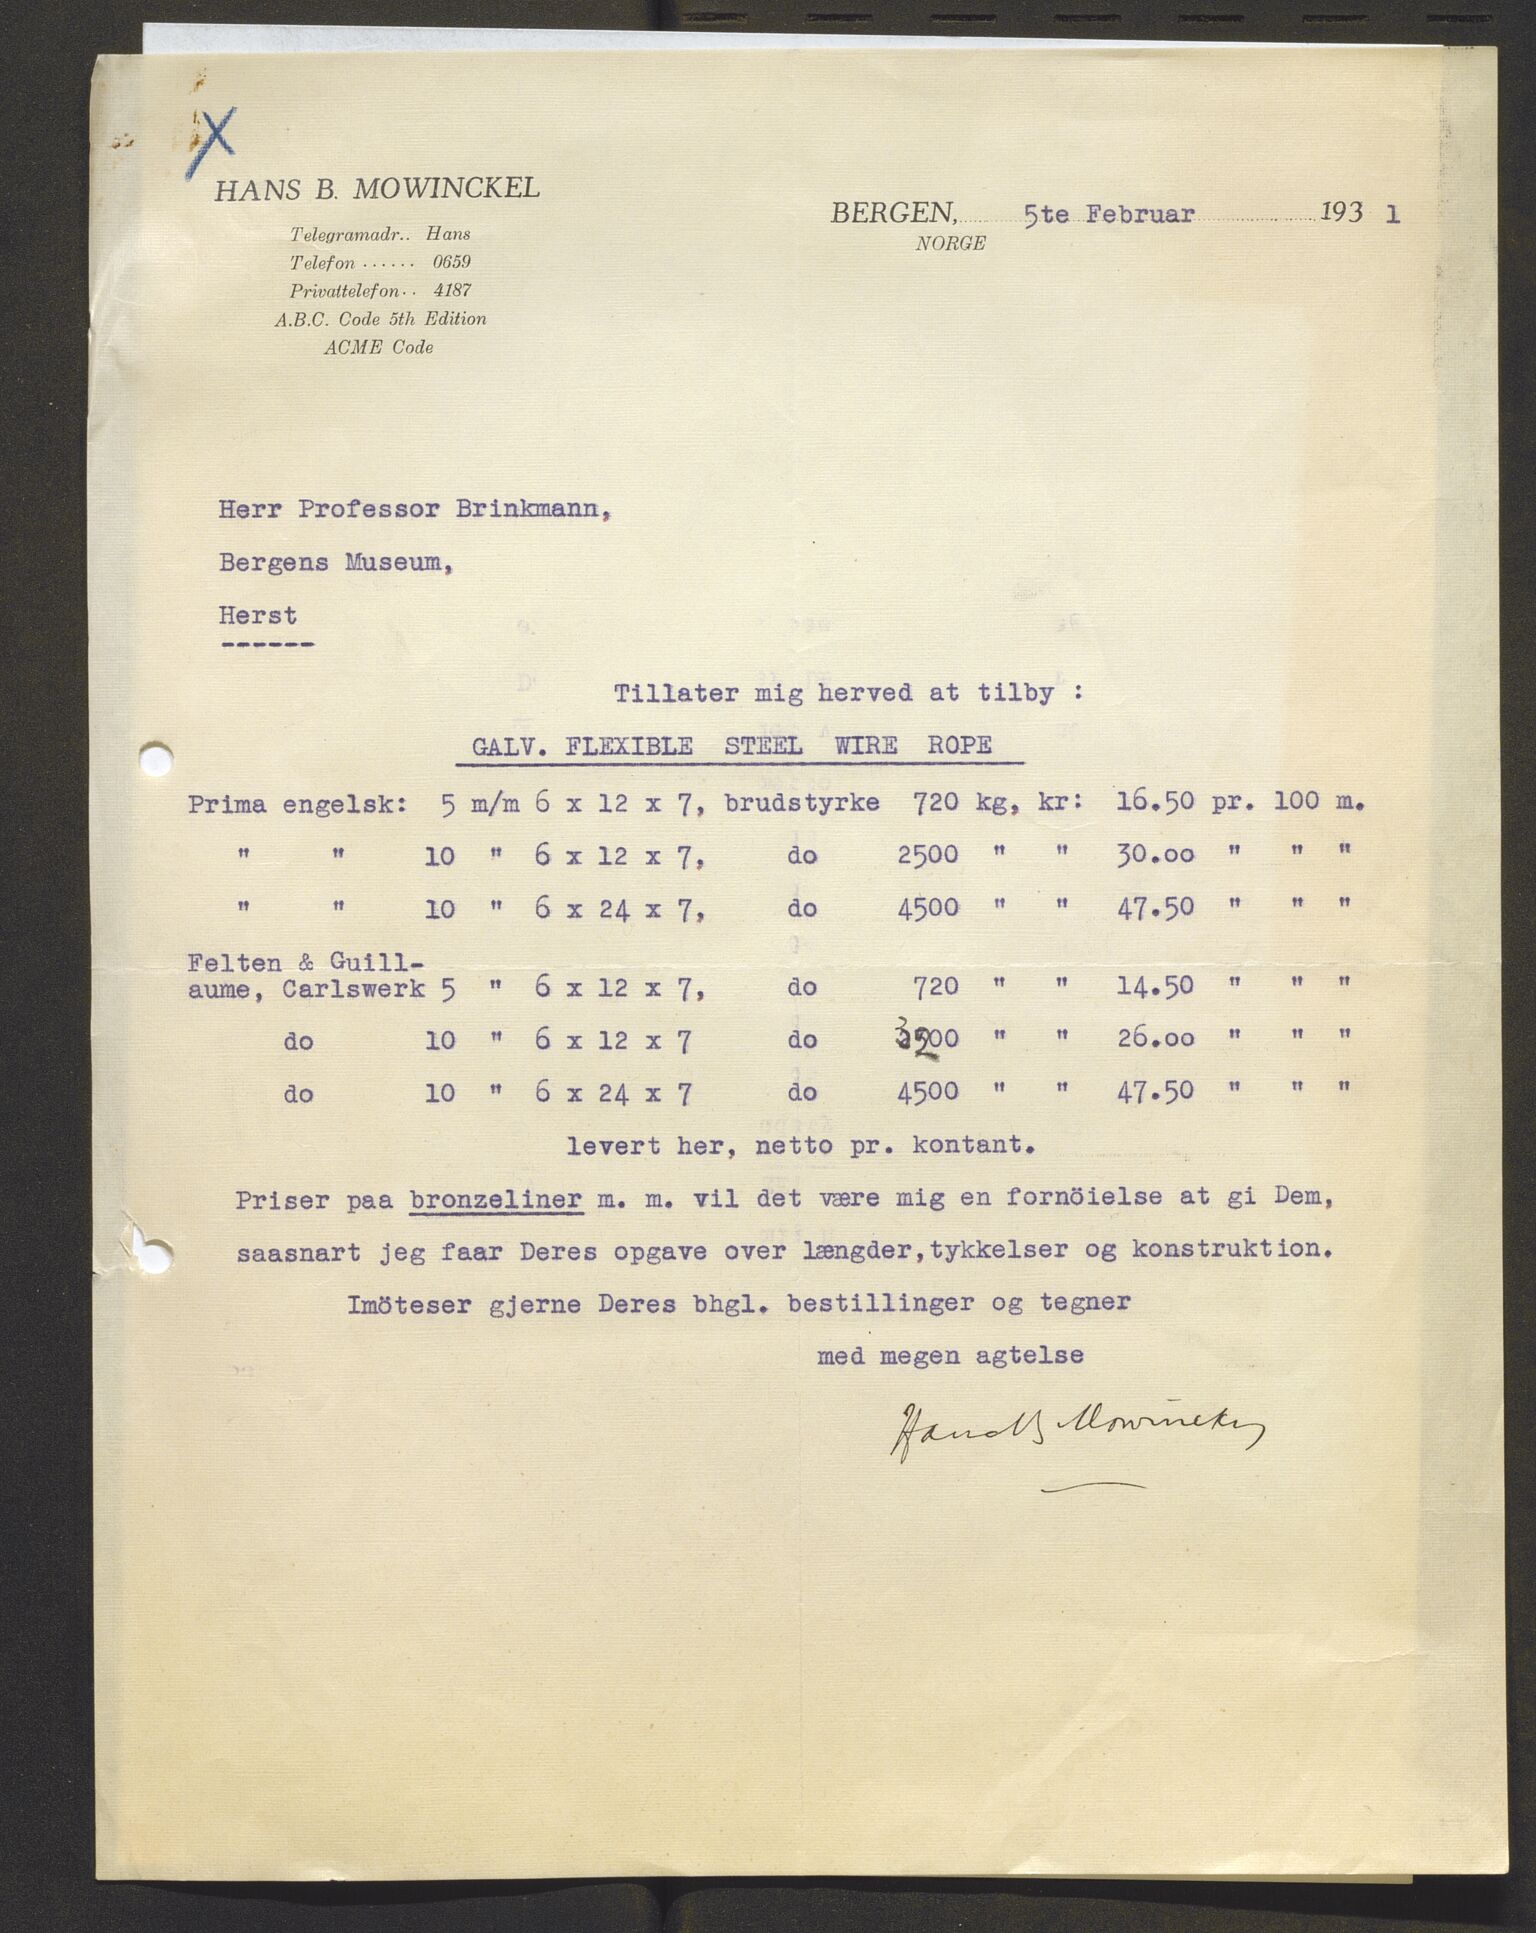 X
HANS B. MOWINCKEL
Telegramadr.. Hans
Telefon ...... 0659
Privattelefon.. 4187
A.B.C. Code 5th Edition
ACME Code
BERGEN, 5te Februar 1931
NORGE
Herr Professor Brinkmann,
Bergens Museum,
Herst
------
Tillater mig herved at tilby :
GALV. FLEXIBLE STEEL WIRE ROPE
Prima engelsk: 5 m/m 6 x 12 x 7, brudstyrke 720 kg, kr: 16.50 pr. 100 m.
" " 10 " 6 x 12 x 7, do 2500 " " 30.oo " " "
" " 10 " 6 x 24 x 7, do 4500 " " 47.50 " " "
Felten & Guill-
aume, Carlswerk 5 " 6 x 12 x 7, do 720 " " 14.50 " " "
do 10 " 6 x 12 x 7 do 3200 " " 26.oo " " "
do 10 " 6 x 24 x 7 do 4500 " " 47.50 " " "
levert her, netto pr. kontant.
Priser paa bronzeliner m. m. vil det være mig en fornöielse at gi Dem,
saasnart jeg faar Deres opgave over længder,tykkelser og konstruktion.
Imöteser gjerne Deres bhgl. bestillinger og tegner
med megen agtelse
Hans B Mowinckel